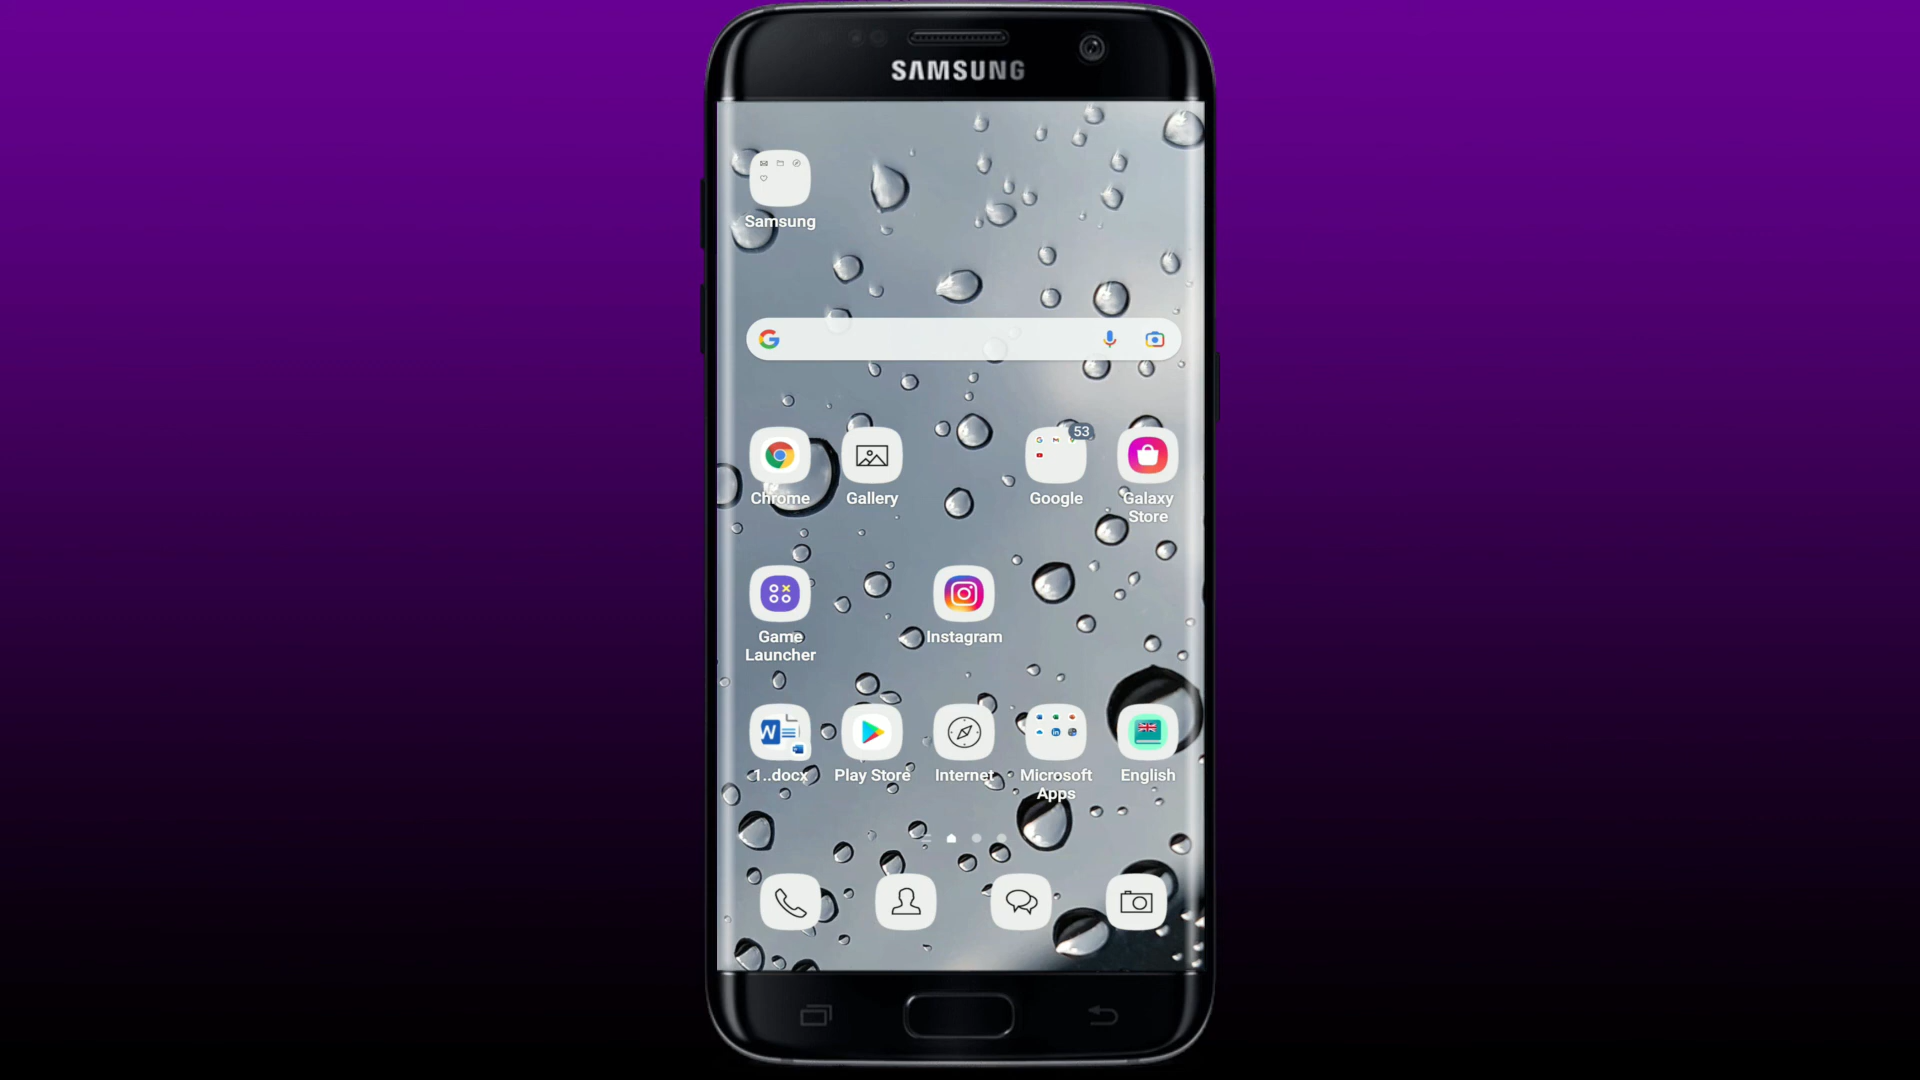 SAMSUNG
Samsung
53
Chrome
Gallery
Google
Galaxy
Store
Game
Launcher
Instagram
1..docx
Play Store
Internet
Microsoft
Apps
English